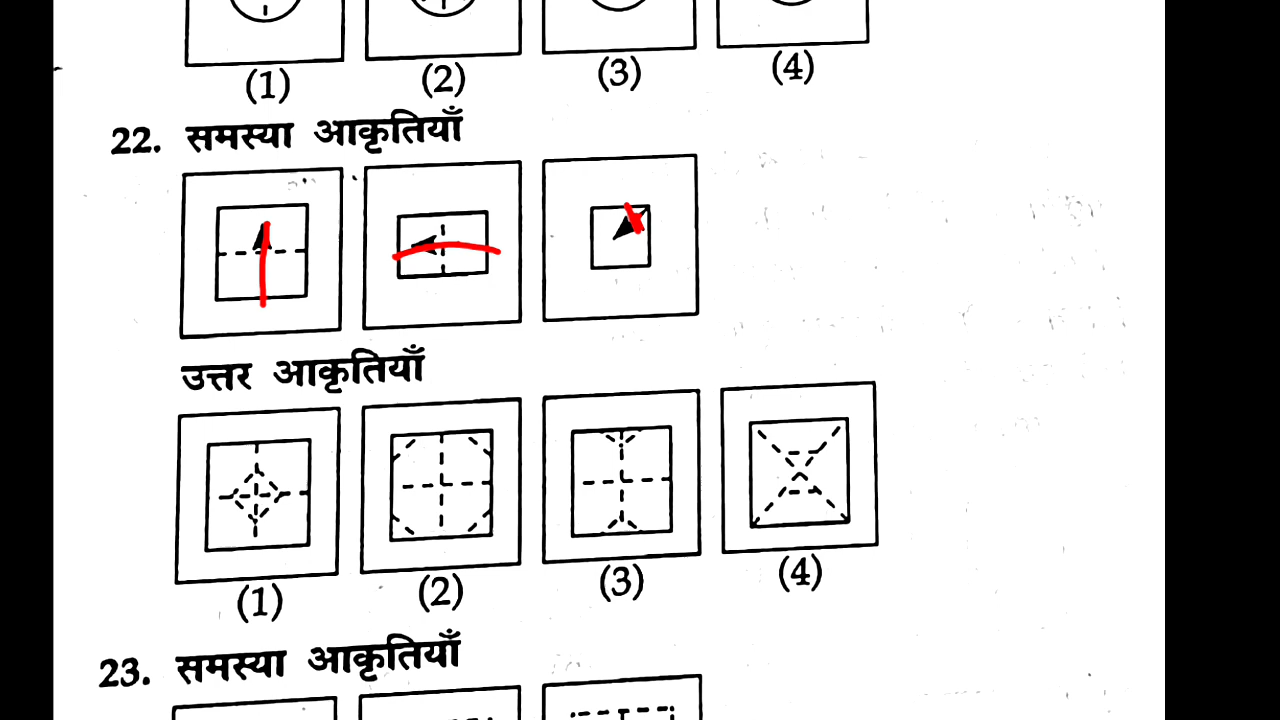 (1) (2) (3) (4)
22. समस्या आकृतियाँ
उत्तर आकृतियाँ
(1) (2) (3) (4)
23. समस्या आकृतियाँ